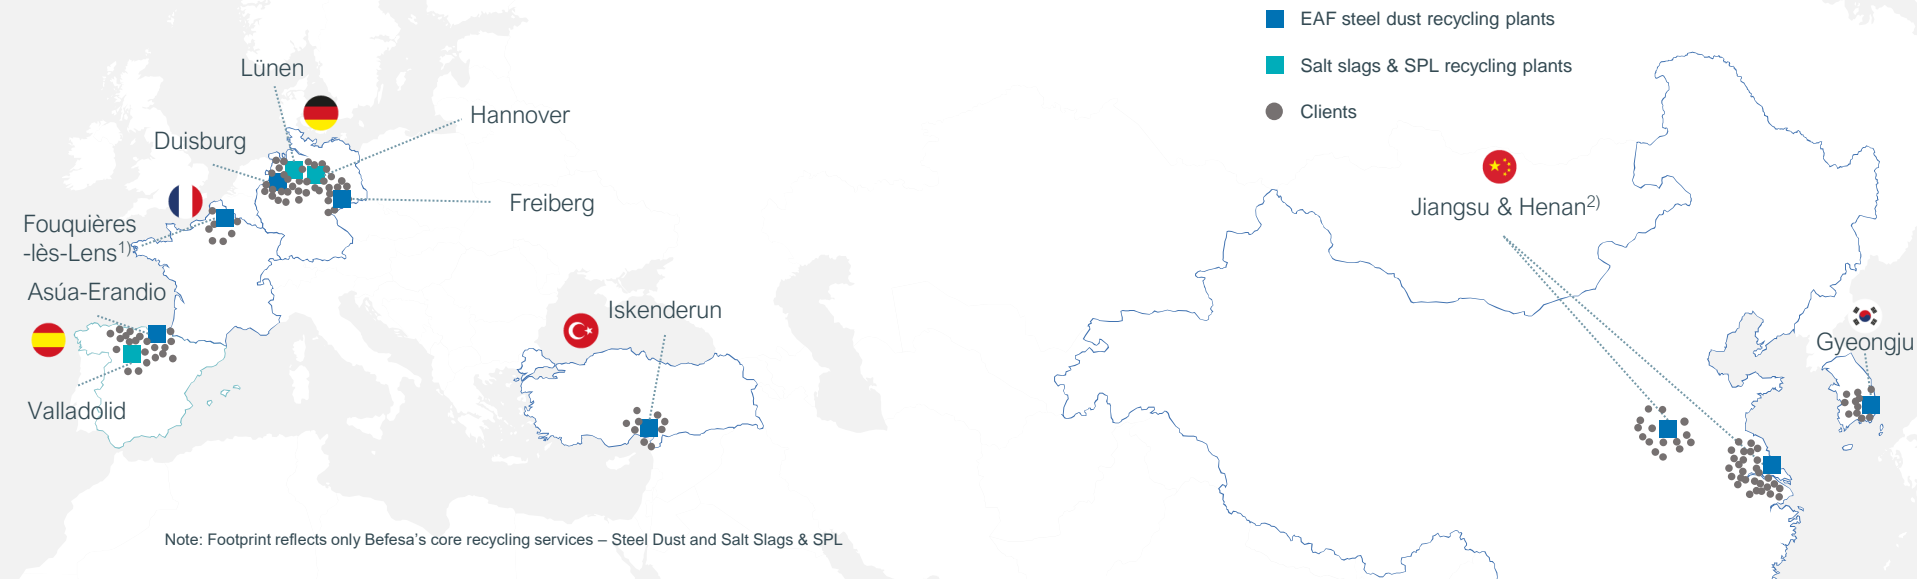 EAF steel dust recycling plants
Salt slags & SPL recycling plants
Clients
Lünen
Hannover
Duisburg
Freiberg
Fouquières
-lès-Lens1)
Asúa-Erandio
Valladolid
Iskenderun
Jiangsu & Henan2)
Gyeongju
Note: Footprint reflects only Befesa's core recycling services – Steel Dust and Salt Slags & SPL